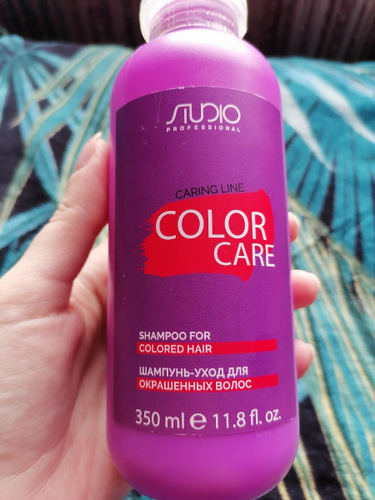 STUDIO
PROFESSIONAL
CARING LINE
COLOR
CARE
SHAMPOO FOR
COLORED HAIR
ШАМПУНЬ-УХОД ДЛЯ
ОКРАШЕННЫХ ВОЛОС
350 ml ℮ 11.8 fl. oz.